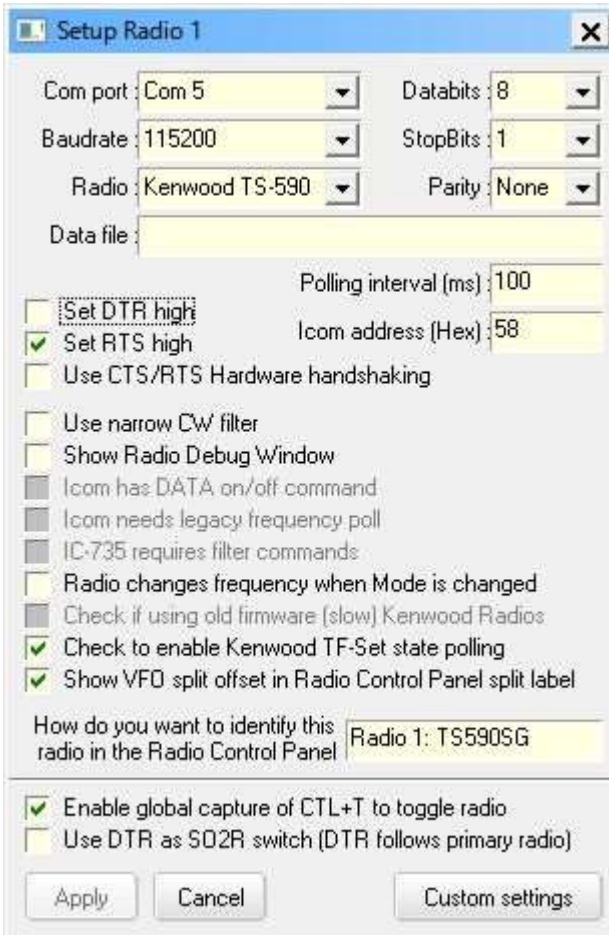 Setup Radio 1
Com port : Com 5 Databits : 8
Baudrate : 115200 StopBits : 1
Radio : Kenwood TS-590 Parity : None
Data file :
Polling interval (ms) : 100
Set DTR high
Icom address (Hex) : 58
Set RTS high
Use CTS/RTS Hardware handshaking
Use narrow CW filter
Show Radio Debug Window
Icom has DATA on/off command
Icom needs legacy frequency poll
IC-735 requires filter commands
Radio changes frequency when Mode is changed
Check if using old firmware (slow) Kenwood Radios
Check to enable Kenwood TF-Set state polling
Show VFO split offset in Radio Control Panel split label
How do you want to identify this
radio in the Radio Control Panel
Radio 1: TS590SG
Enable global capture of CTL+T to toggle radio
Use DTR as SO2R switch (DTR follows primary radio)
Apply Cancel Custom settings